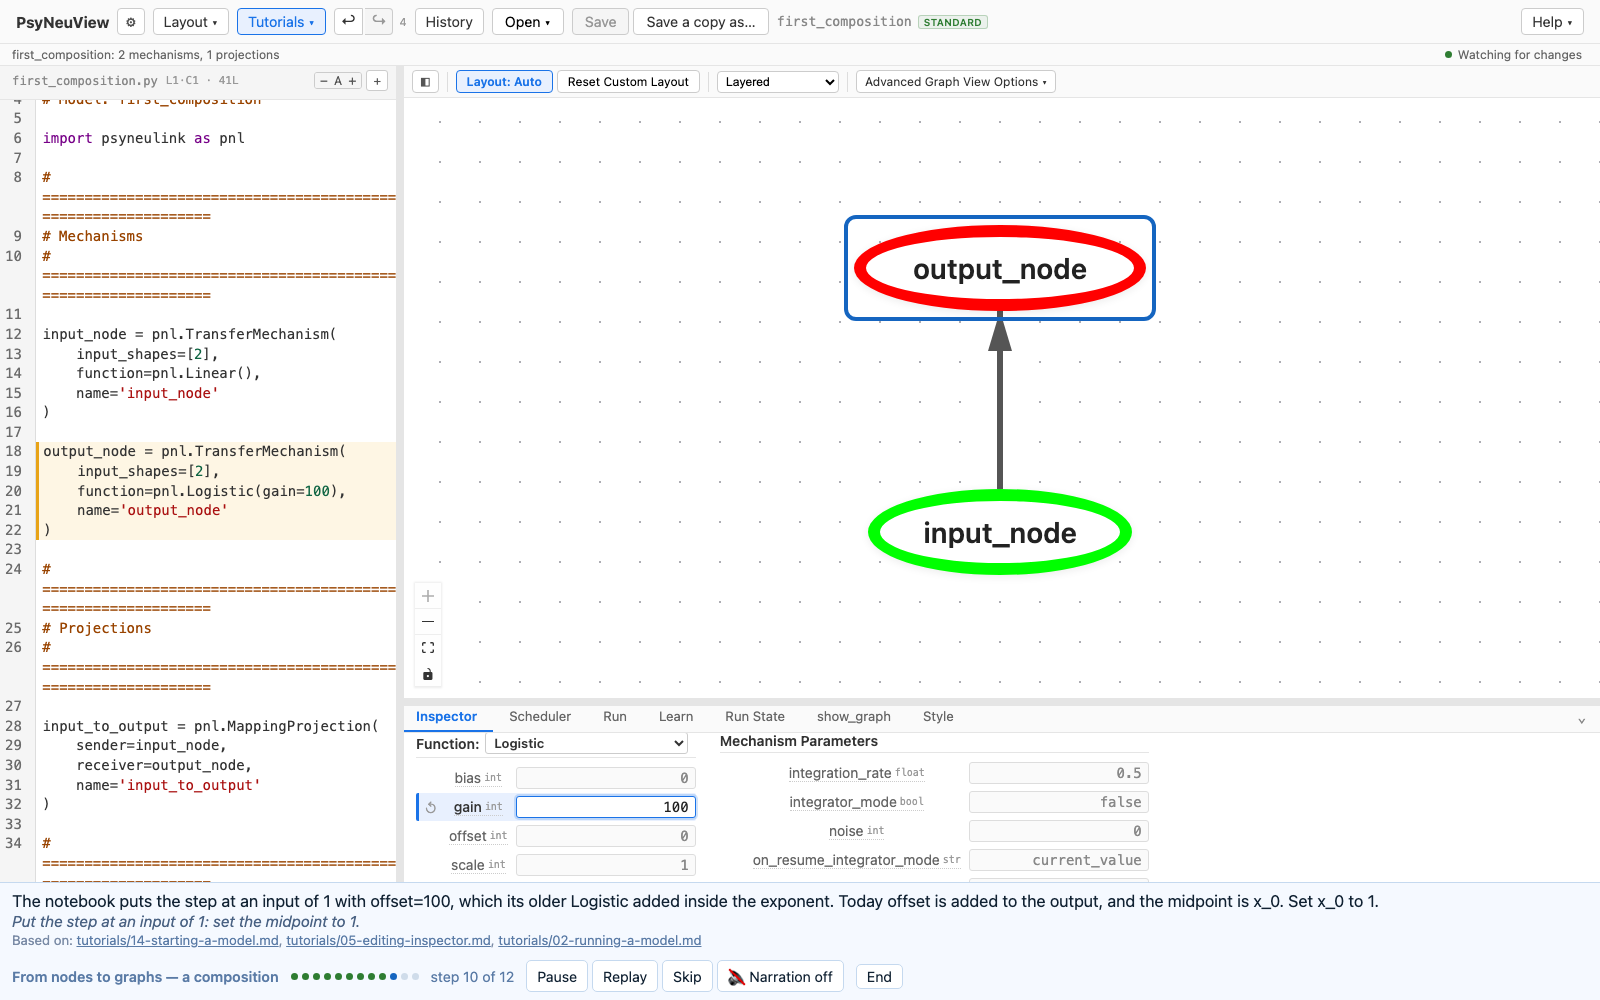 PsyNeuView ⚙ Layout ▾ Tutorials ▾ ↩ ↪ 4 History Open ▾ Save Save a copy as... first_composition STANDARD Help ▾
first_composition: 2 mechanisms, 1 projections
Watching for changes
first_composition.py L1·C1 · 41L − A + +
Layout: Auto Reset Custom Layout Layered Advanced Graph View Options ▾
4 # Model: first_composition
5
6 import psyneulink as pnl
7
8 #
==========================================
====================
9 # Mechanisms
10 #
==========================================
====================
11
12 input_node = pnl.TransferMechanism(
13     input_shapes=[2],
14     function=pnl.Linear(),
15     name='input_node'
16 )
17
18 output_node = pnl.TransferMechanism(
19     input_shapes=[2],
20     function=pnl.Logistic(gain=100),
21     name='output_node'
22 )
23
24 #
==========================================
====================
25 # Projections
26 #
==========================================
====================
27
28 input_to_output = pnl.MappingProjection(
29     sender=input_node,
30     receiver=output_node,
31     name='input_to_output'
32 )
33
34 #
==========================================
====================
output_node
input_node
Inspector Scheduler Run Learn Run State show_graph Style
Function: Logistic
bias int 0
gain int 100
offset int 0
scale int 1
Mechanism Parameters
integration_rate float 0.5
integrator_mode bool false
noise int 0
on_resume_integrator_mode str current_value
The notebook puts the step at an input of 1 with offset=100, which its older Logistic added inside the exponent. Today offset is added to the output, and the midpoint is x_0. Set x_0 to 1.
Put the step at an input of 1: set the midpoint to 1.
Based on: tutorials/14-starting-a-model.md, tutorials/05-editing-inspector.md, tutorials/02-running-a-model.md
From nodes to graphs — a composition step 10 of 12 Pause Replay Skip Narration off End